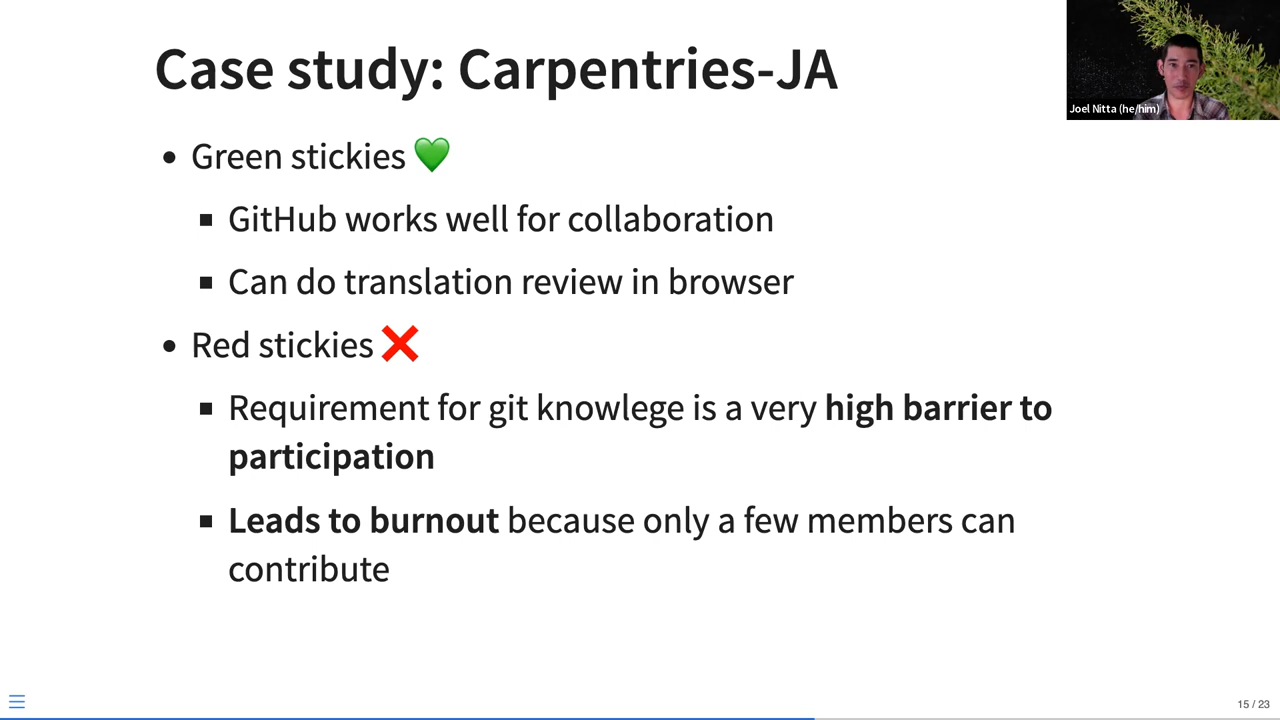 Case study: Carpentries-JA
Joel Nitta (he/him)
• Green stickies 💚
▪ GitHub works well for collaboration
▪ Can do translation review in browser
• Red stickies ❌
▪ Requirement for git knowlege is a very high barrier to
participation
▪ Leads to burnout because only a few members can
contribute
15 / 23